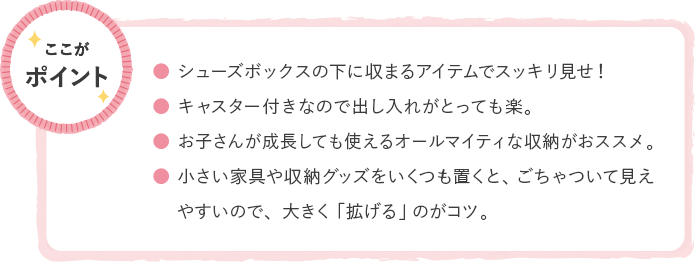 ここが
ポイント
● シューズボックスの下に収まるアイテムでスッキリ見せ！
● キャスター付きなので出し入れがとっても楽。
● お子さんが成長しても使えるオールマイティな収納がおススメ。
● 小さい家具や収納グッズをいくつも置くと、ごちゃついて見え
やすいので、大きく「拡げる」のがコツ。